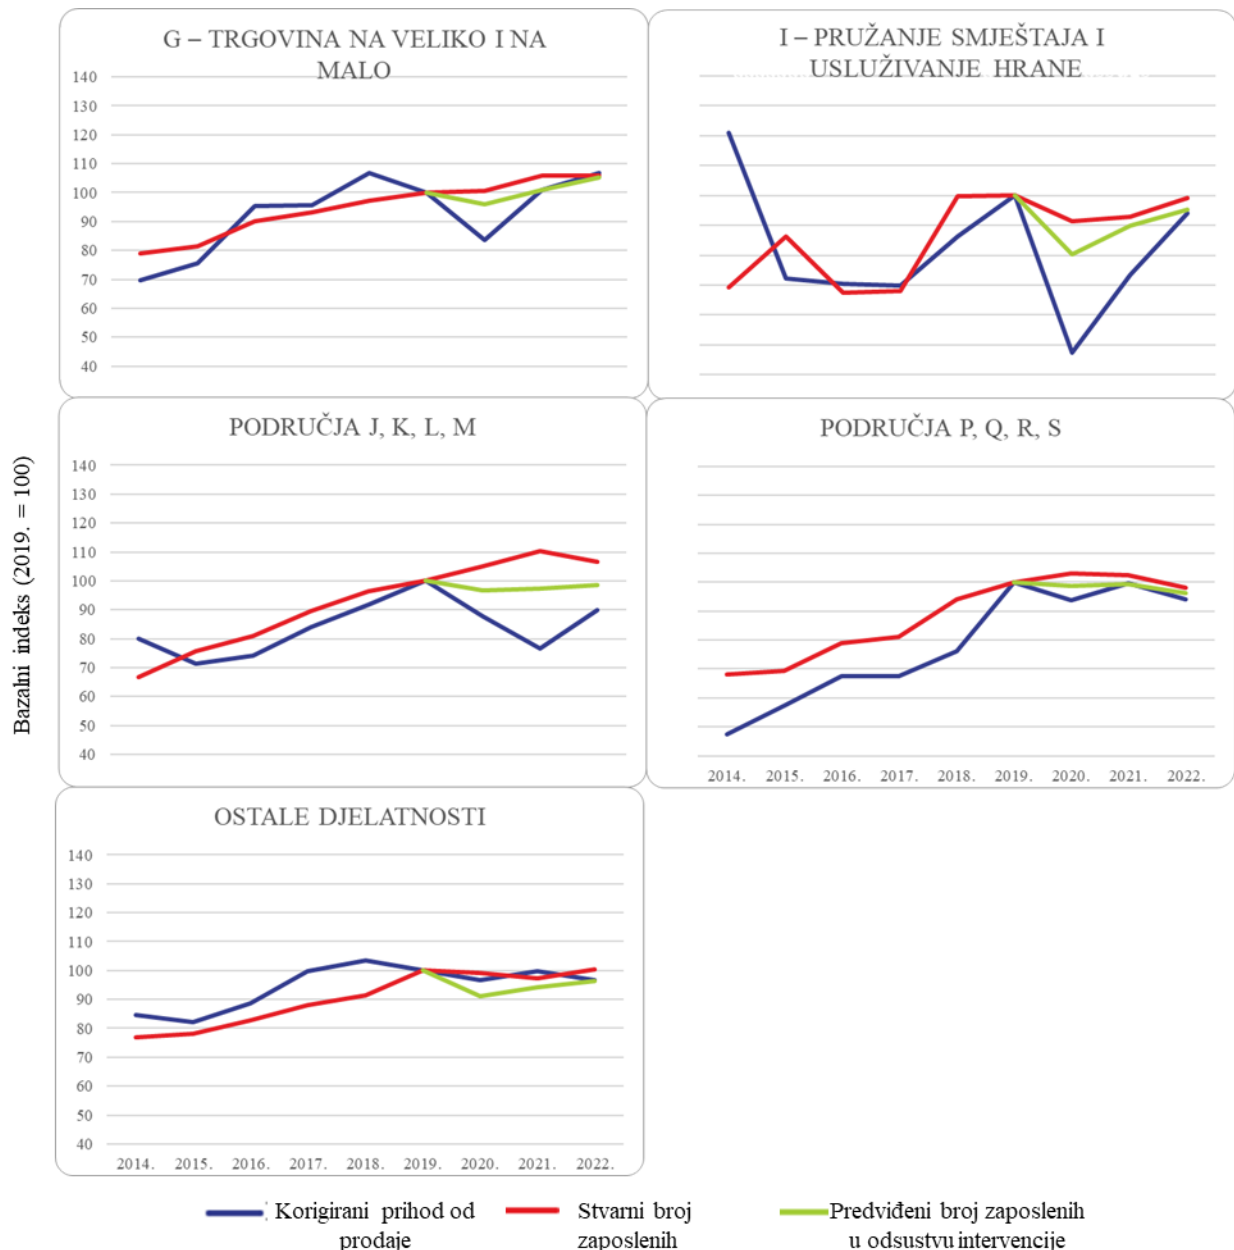 G – TRGOVINA NA VELIKO I NA
MALO
140
130
120
110
100
90
80
70
60
50
40
I – PRUŽANJE SMJEŠTAJA I
USLUŽIVANJE HRANE
Bazalni indeks (2019. = 100)
PODRUČJA J, K, L, M
140
130
120
110
100
90
80
70
60
50
40
PODRUČJA P, Q, R, S
2014. 2015. 2016. 2017. 2018. 2019. 2020. 2021. 2022.
OSTALE DJELATNOSTI
140
130
120
110
100
90
80
70
60
50
40
2014. 2015. 2016. 2017. 2018. 2019. 2020. 2021. 2022.
Korigirani prihod od
prodaje
Stvarni broj
zaposlenih
Predviđeni broj zaposlenih
u odsustvu intervencije